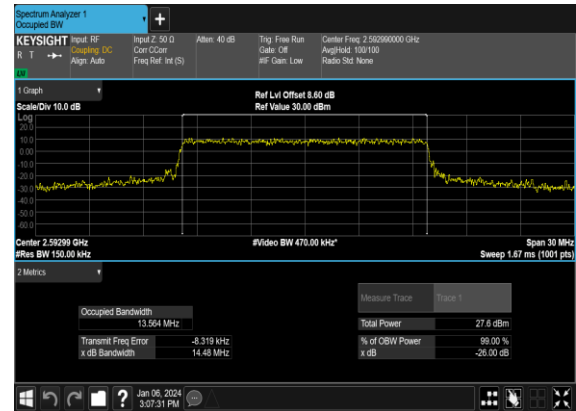 Spectrum Analyzer 1
Occupied BW
KEYSIGHT
R T
Input: RF
Coupling: DC
Align: Auto
Input Z: 50 Ω
Corr CCorr
Freq Ref: Int (S)
Atten: 40 dB
Trig: Free Run
Gate: Off
#IF Gain: Low
Center Freq: 2.592990000 GHz
Avg|Hold: 100/100
Radio Std: None
1 Graph
Scale/Div 10.0 dB
Ref Lvl Offset 8.60 dB
Ref Value 30.00 dBm
Log
20.0
10.0
0.00
-10.0
-20.0
-30.0
-40.0
-50.0
-60.0
Center 2.59299 GHz
#Res BW 150.00 kHz
#Video BW 470.00 kHz*
Span 30 MHz
Sweep 1.67 ms (1001 pts)
2 Metrics
Measure Trace Trace 1
Occupied Bandwidth
13.564 MHz
Total Power 27.6 dBm
Transmit Freq Error -8.319 kHz
% of OBW Power 99.00 %
x dB Bandwidth 14.48 MHz
x dB -26.00 dB
Jan 06, 2024
3:07:31 PM